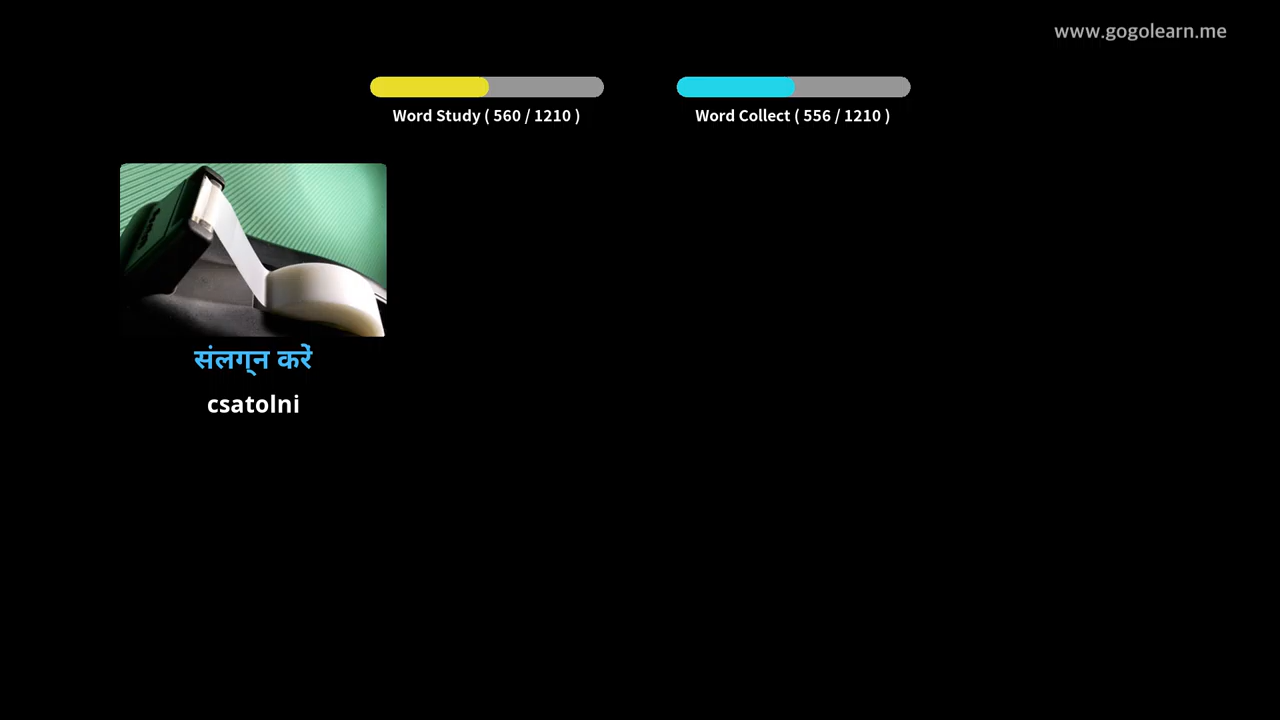 www.gogolearn.me
Word Study ( 560 / 1210 )
Word Collect ( 556 / 1210 )
संलग्न करें
csatolni